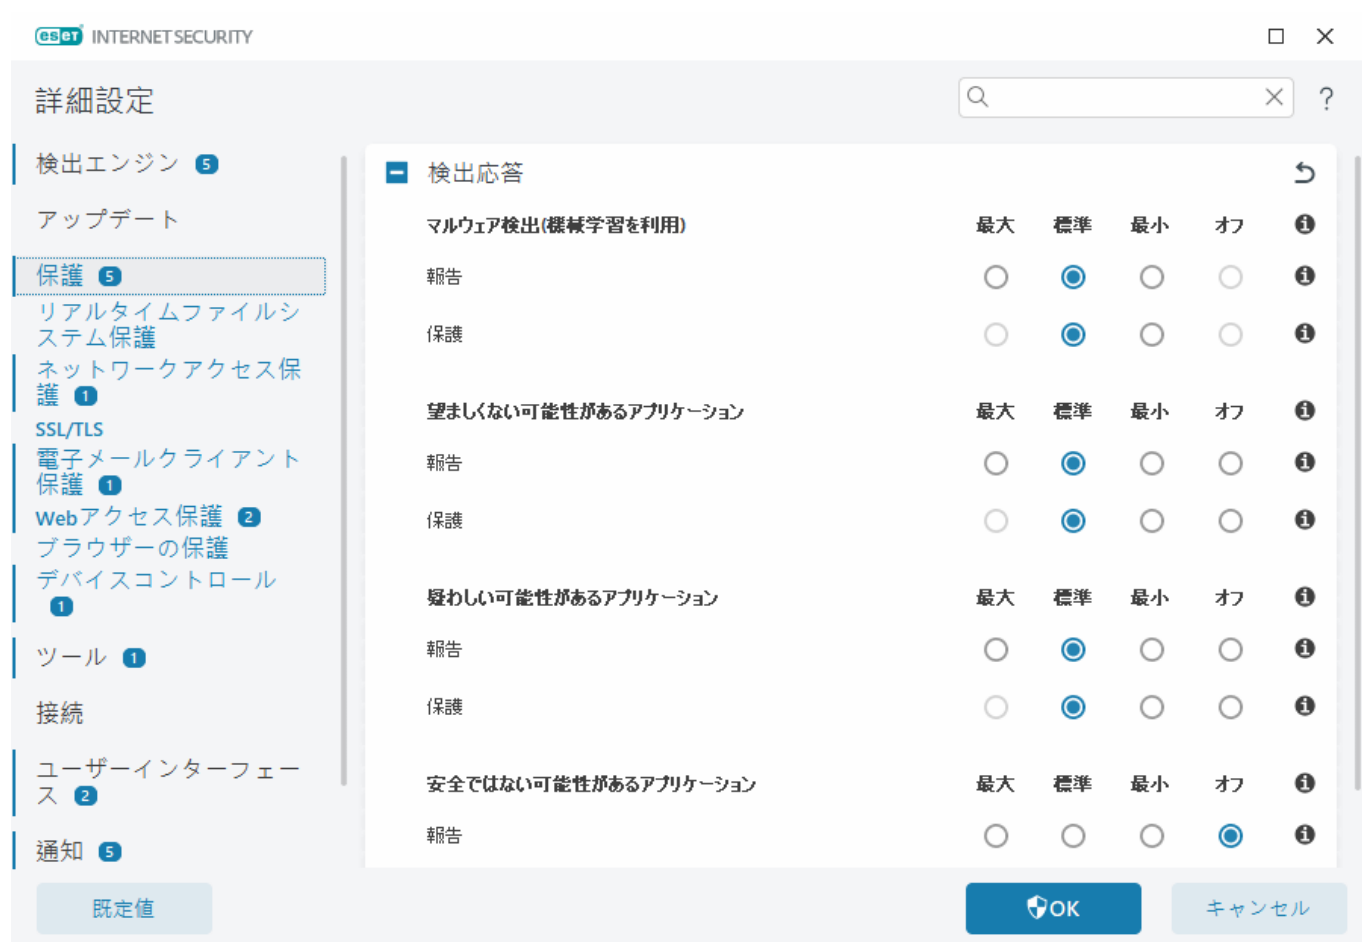 eset INTERNET SECURITY
詳細設定
?
検出エンジン 5
アップデート
保護 5
リアルタイムファイルシ
ステム保護
ネットワークアクセス保
護 1
SSL/TLS
電子メールクライアント
保護 1
Webアクセス保護 2
ブラウザーの保護
デバイスコントロール
1
ツール 1
接続
ユーザーインターフェー
ス 2
通知 5
検出応答
マルウェア検出(機械学習を利用) 最大 標準 最小 オフ
報告
保護
望ましくない可能性があるアプリケーション 最大 標準 最小 オフ
報告
保護
疑わしい可能性があるアプリケーション 最大 標準 最小 オフ
報告
保護
安全ではない可能性があるアプリケーション 最大 標準 最小 オフ
報告
既定値
OK
キャンセル